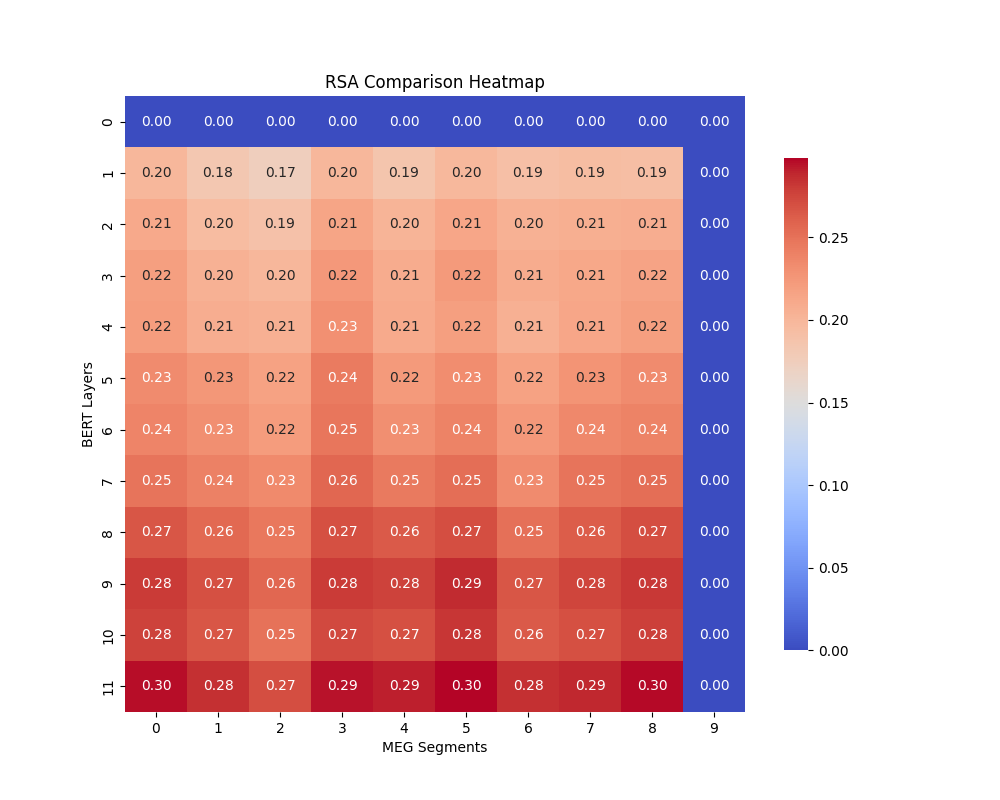 RSA Comparison Heatmap
0 0.00 0.00 0.00 0.00 0.00 0.00 0.00 0.00 0.00 0.00
1 0.20 0.18 0.17 0.20 0.19 0.20 0.19 0.19 0.19 0.00
2 0.21 0.20 0.19 0.21 0.20 0.21 0.20 0.21 0.21 0.00
3 0.22 0.20 0.20 0.22 0.21 0.22 0.21 0.21 0.22 0.00
4 0.22 0.21 0.21 0.23 0.21 0.22 0.21 0.21 0.22 0.00
5 0.23 0.23 0.22 0.24 0.22 0.23 0.22 0.23 0.23 0.00
6 0.24 0.23 0.22 0.25 0.23 0.24 0.22 0.24 0.24 0.00
7 0.25 0.24 0.23 0.26 0.25 0.25 0.23 0.25 0.25 0.00
8 0.27 0.26 0.25 0.27 0.26 0.27 0.25 0.26 0.27 0.00
9 0.28 0.27 0.26 0.28 0.28 0.29 0.27 0.28 0.28 0.00
10 0.28 0.27 0.25 0.27 0.27 0.28 0.26 0.27 0.28 0.00
11 0.30 0.28 0.27 0.29 0.29 0.30 0.28 0.29 0.30 0.00
0 1 2 3 4 5 6 7 8 9
MEG Segments
BERT Layers
0.25
0.20
0.15
0.10
0.05
0.00